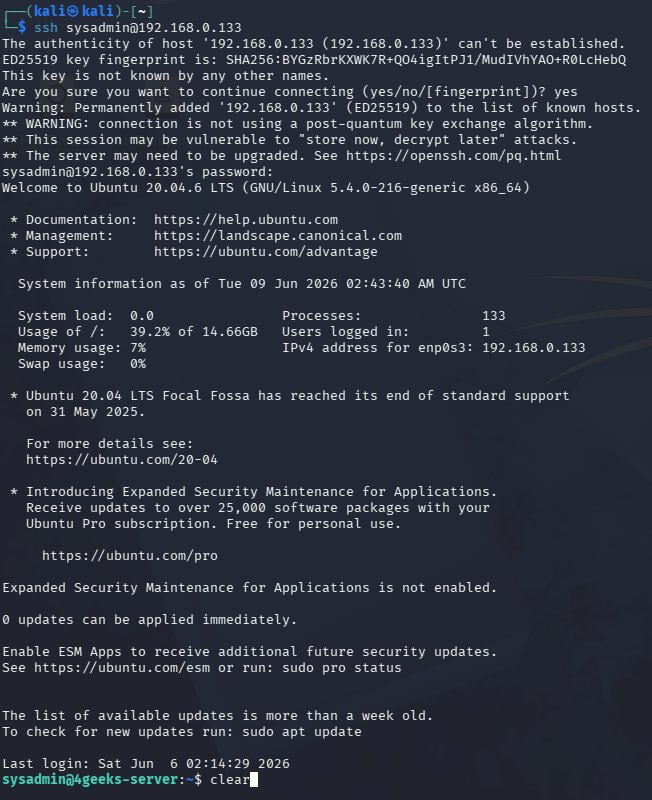 ┌──(kali㉿kali)-[~]
└─$ ssh sysadmin@192.168.0.133
The authenticity of host '192.168.0.133 (192.168.0.133)' can't be established.
ED25519 key fingerprint is: SHA256:BYGzRbrKXWK7R+QO4igItPJ1/MudIVhYAO+R0LcHebQ
This key is not known by any other names.
Are you sure you want to continue connecting (yes/no/[fingerprint])? yes
Warning: Permanently added '192.168.0.133' (ED25519) to the list of known hosts.
** WARNING: connection is not using a post-quantum key exchange algorithm.
** This session may be vulnerable to "store now, decrypt later" attacks.
** The server may need to be upgraded. See https://openssh.com/pq.html
sysadmin@192.168.0.133's password:
Welcome to Ubuntu 20.04.6 LTS (GNU/Linux 5.4.0-216-generic x86_64)

 * Documentation:  https://help.ubuntu.com
 * Management:     https://landscape.canonical.com
 * Support:        https://ubuntu.com/advantage

  System information as of Tue 09 Jun 2026 02:43:40 AM UTC

  System load:  0.0                Processes:               133
  Usage of /:   39.2% of 14.66GB   Users logged in:         1
  Memory usage: 7%                 IPv4 address for enp0s3: 192.168.0.133
  Swap usage:   0%

 * Ubuntu 20.04 LTS Focal Fossa has reached its end of standard support
   on 31 May 2025.

   For more details see:
   https://ubuntu.com/20-04

 * Introducing Expanded Security Maintenance for Applications.
   Receive updates to over 25,000 software packages with your
   Ubuntu Pro subscription. Free for personal use.

     https://ubuntu.com/pro

Expanded Security Maintenance for Applications is not enabled.

0 updates can be applied immediately.

Enable ESM Apps to receive additional future security updates.
See https://ubuntu.com/esm or run: sudo pro status


The list of available updates is more than a week old.
To check for new updates run: sudo apt update

Last login: Sat Jun  6 02:14:29 2026
sysadmin@4geeks-server:~$ clear